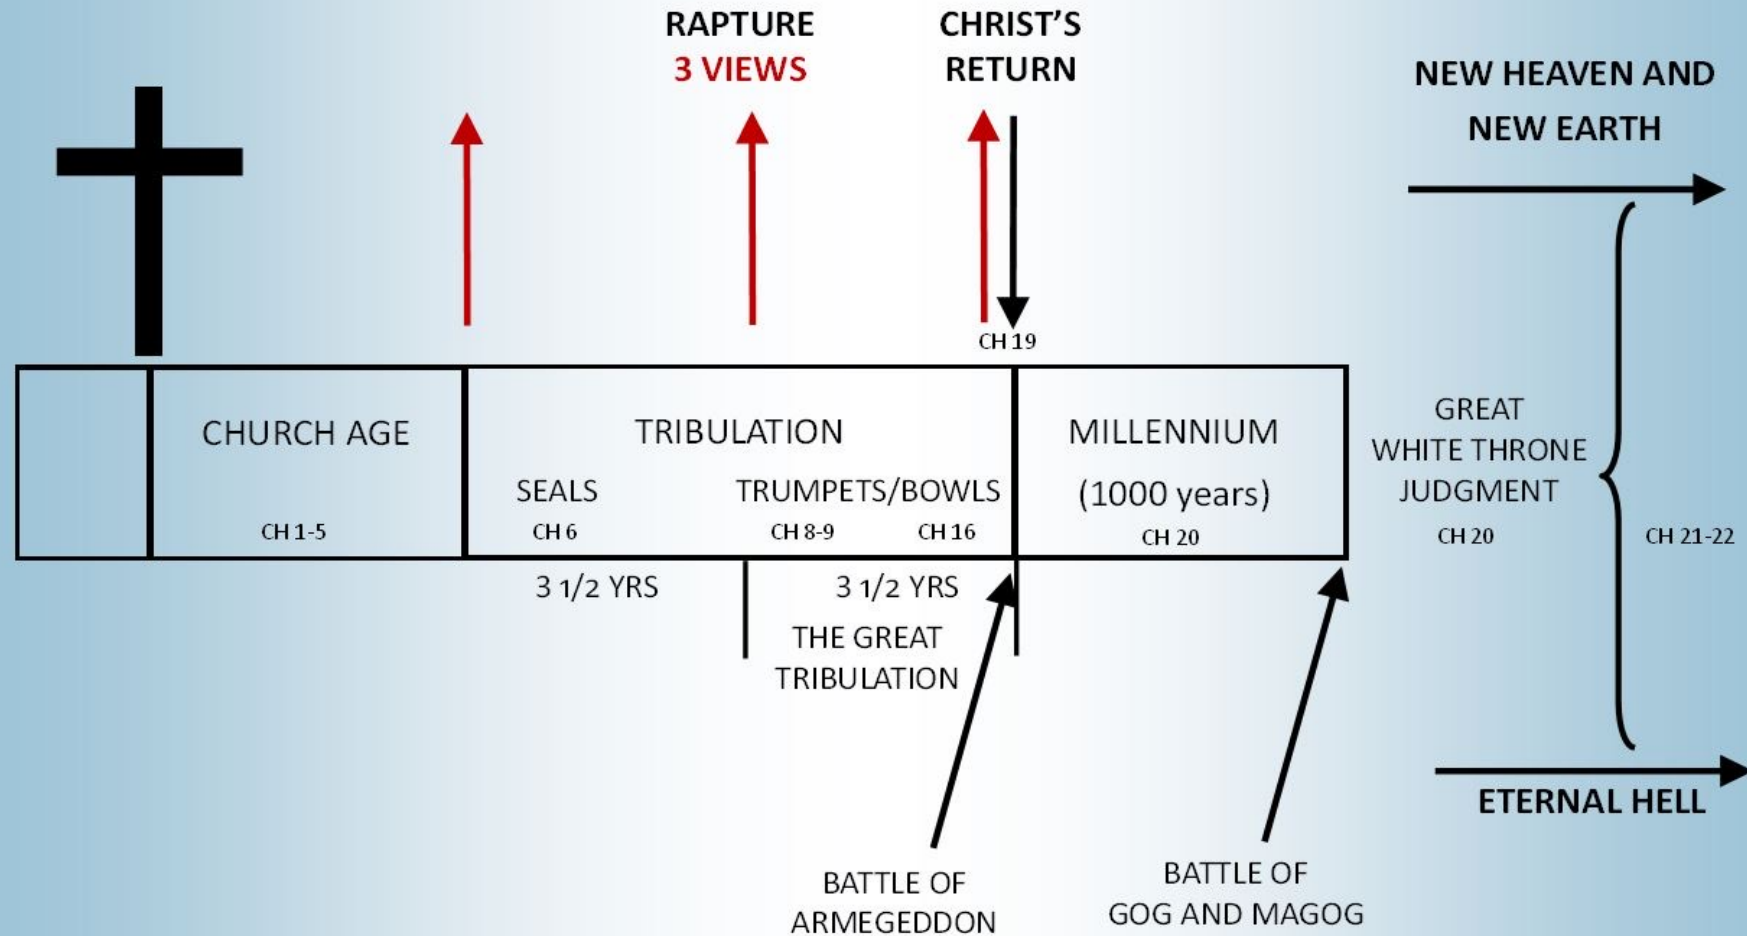 RAPTURE
3 VIEWS
CHRIST'S
RETURN
NEW HEAVEN AND
NEW EARTH
CH 19
CHURCH AGE
CH 1-5
TRIBULATION
SEALS
CH 6
TRUMPETS/BOWLS
CH 8-9
CH 16
MILLENNIUM
(1000 years)
CH 20
GREAT
WHITE THRONE
JUDGMENT
CH 20
CH 21-22
3 1/2 YRS
3 1/2 YRS
THE GREAT
TRIBULATION
ETERNAL HELL
BATTLE OF
ARMEGEDDON
BATTLE OF
GOG AND MAGOG